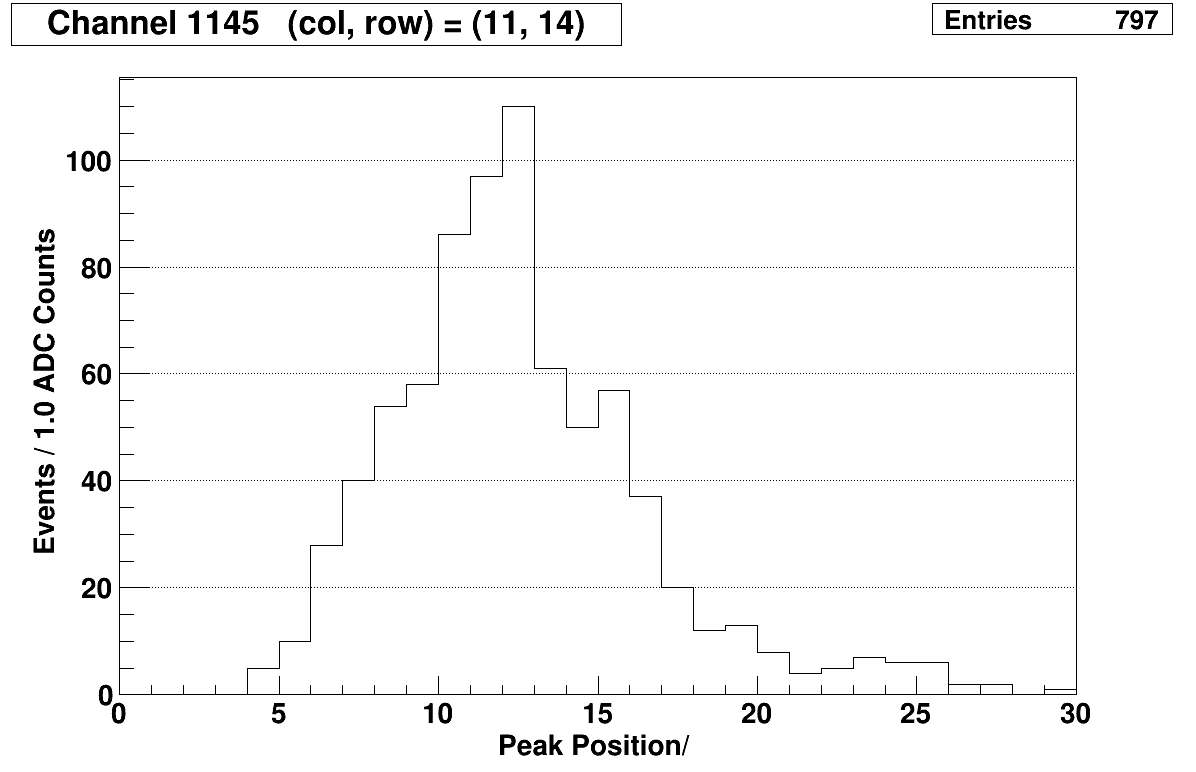 Channel 1145 (col, row) = (11, 14)
Entries 797
Events / 1.0 ADC Counts
100
80
60
40
20
0
0 5 10 15 20 25 30
Peak Position/